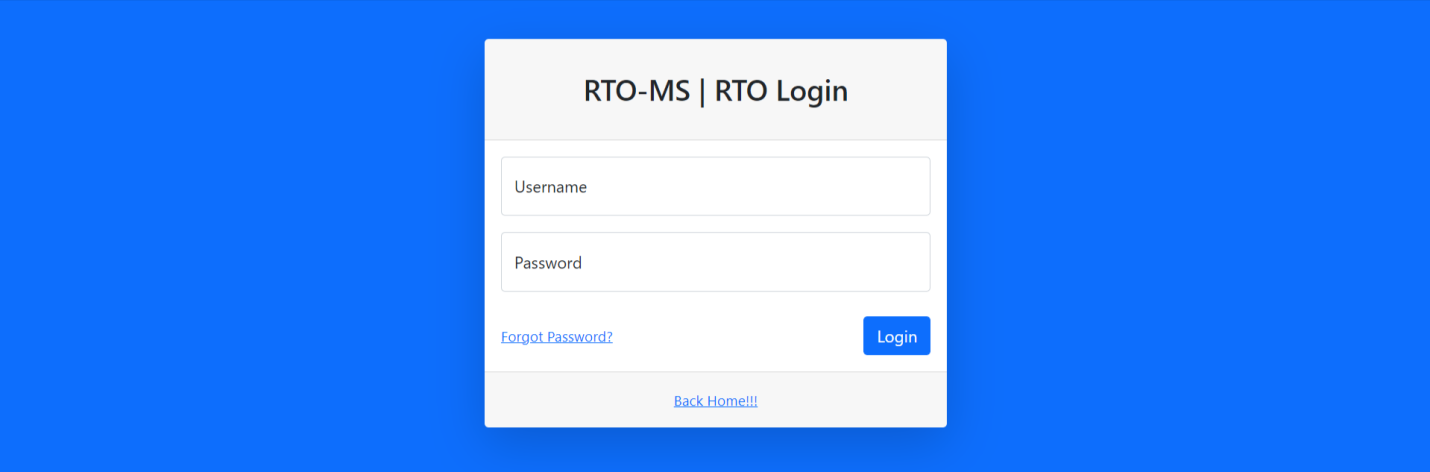 RTO-MS | RTO Login
Username
Password
Forgot Password?
Login
Back Home!!!